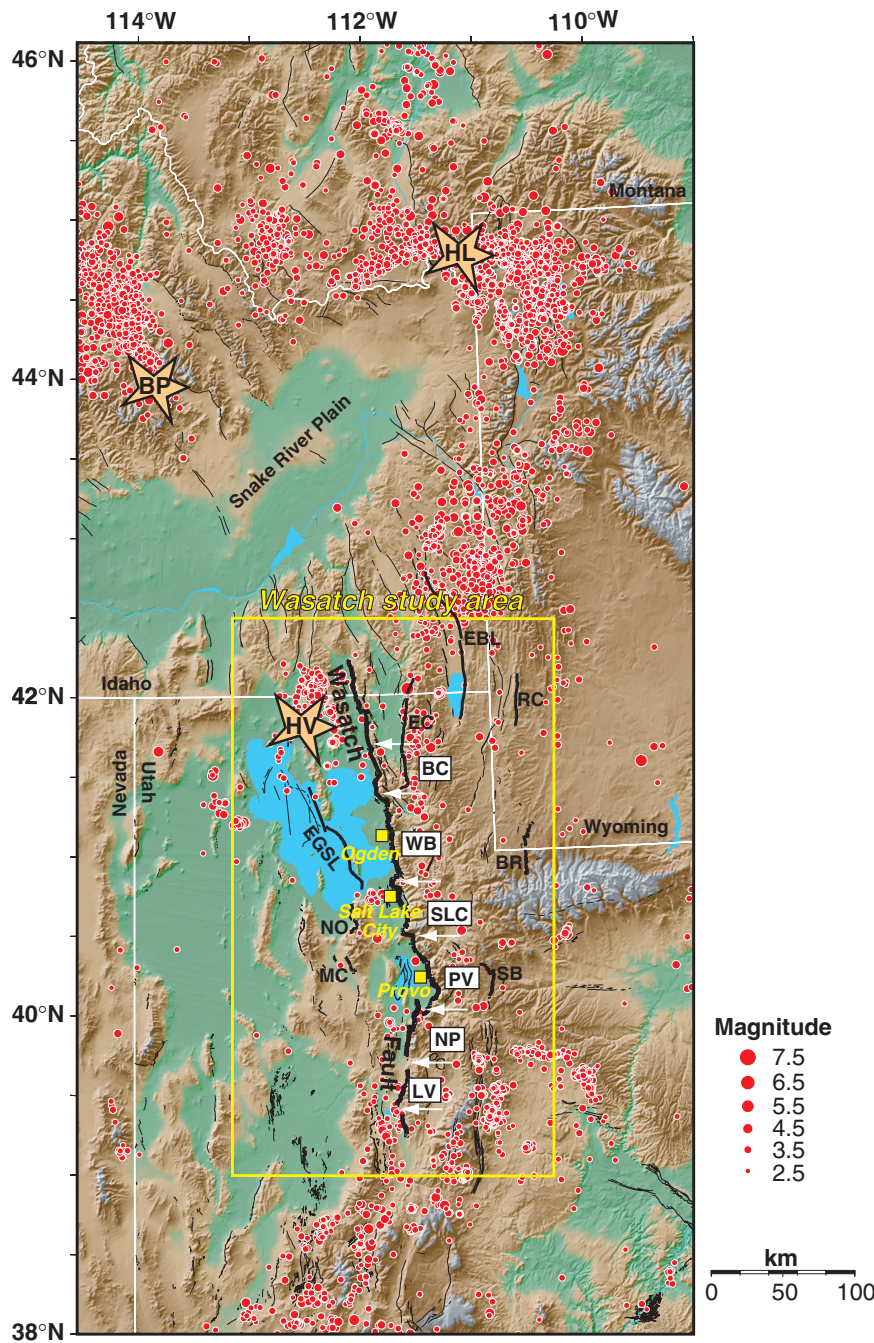 114°W 112°W 110°W
46°N
Montana
HL
44°N
BP
Snake River Plain
Wasatch study area
EBL
42°N
Idaho
Wasatch
RC
HV
EC
Nevada
Utah
BC
Wyoming
EGSL
WB
Ogden
BR
SLC
Salt Lake
City
NO
MC
PV
SB
Provo
40°N
NP
Fault
LV
38°N
Magnitude
7.5
6.5
5.5
4.5
3.5
2.5
km
0 50 100